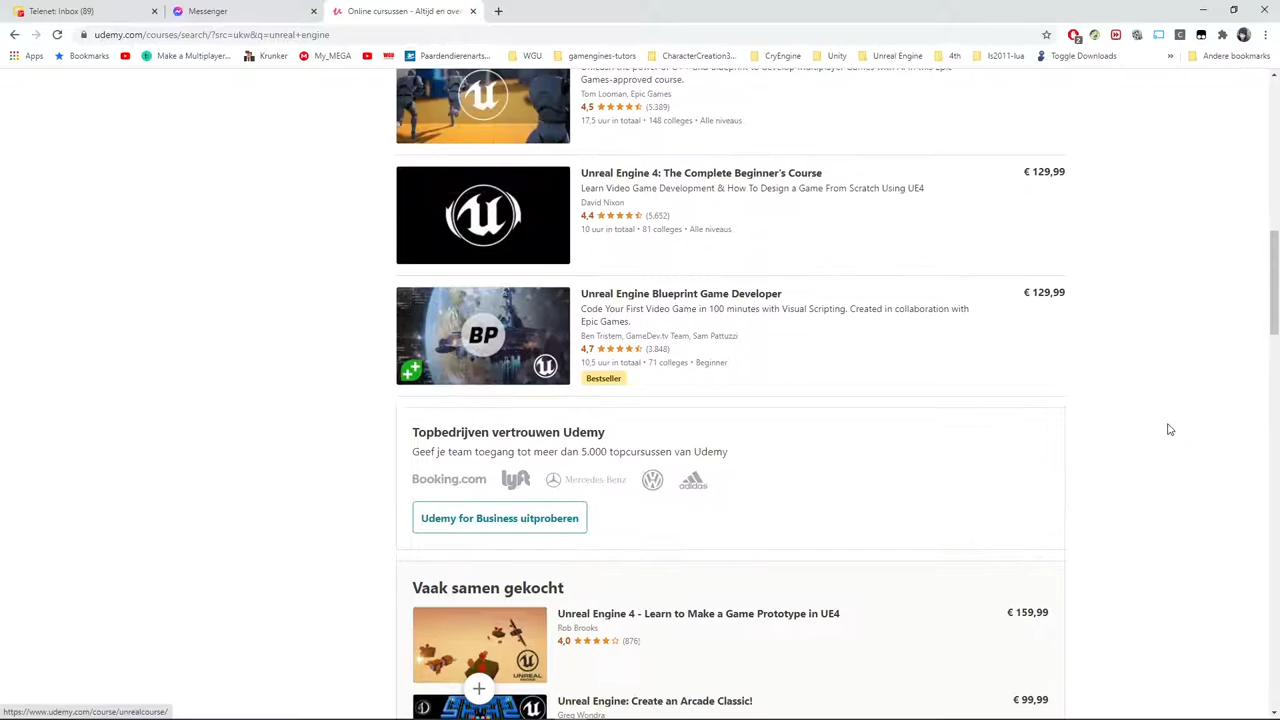 Telenet: Inbox (89)
Messenger
Online cursussen - Altijd en over
udemy.com/courses/search/?src=ukw&q=unreal+engine
Apps
Bookmarks
Make a Multiplayer...
Krunker
My_MEGA
Paardendierenarts...
WGU
gamengines-tutors
CharacterCreation3...
CryEngine
Unity
Unreal Engine
4th
ls2011-lua
Toggle Downloads
»
Andere bookmarks
Games-approved course.
Tom Looman, Epic Games
4,5 (5.389)
17,5 uur in totaal • 148 colleges • Alle niveaus
Unreal Engine 4: The Complete Beginner's Course
€ 129,99
Learn Video Game Development & How To Design a Game From Scratch Using UE4
David Nixon
4,4 (5.652)
10 uur in totaal • 81 colleges • Alle niveaus
Unreal Engine Blueprint Game Developer
€ 129,99
Code Your First Video Game in 100 minutes with Visual Scripting. Created in collaboration with
Epic Games.
BP
Ben Tristem, GameDev.tv Team, Sam Pattuzzi
4,7 (3.848)
10,5 uur in totaal • 71 colleges • Beginner
Bestseller
Topbedrijven vertrouwen Udemy
Geef je team toegang tot meer dan 5.000 topcursussen van Udemy
Booking.com
lyft
Mercedes-Benz
adidas
Udemy for Business uitproberen
Vaak samen gekocht
Unreal Engine 4 - Learn to Make a Game Prototype in UE4
€ 159,99
Rob Brooks
4,0 (876)
UNREAL
Unreal Engine: Create an Arcade Classic!
€ 99,99
Greg Wondra
https://www.udemy.com/course/unrealcourse/